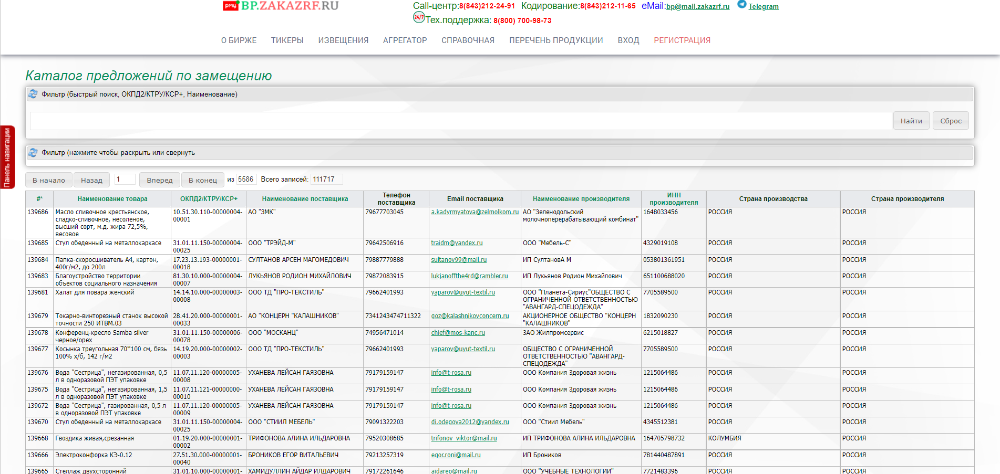 рми BP.ZAKAZRF.RU
Call-центр:8(843)212-24-91 Кодирование:8(843)212-11-65 eMail:bp@mail.zakazrf.ru Telegram
24/7 Тех.поддержка: 8(800) 700-98-73
О БИРЖЕ ТИКЕРЫ ИЗВЕЩЕНИЯ АГРЕГАТОР СПРАВОЧНАЯ ПЕРЕЧЕНЬ ПРОДУКЦИИ ВХОД РЕГИСТРАЦИЯ
Каталог предложений по замещению
Фильтр (быстрый поиск, ОКПД2/КТРУ/КСР+, Наименование)
Найти Сброс
Панель навигации
Фильтр (нажмите чтобы раскрыть или свернуть
В начало Назад 1 Вперед В конец из 5586 Всего записей: 111717
#* Наименование товара ОКПД2/КТРУ/КСР+ Наименование поставщика Телефон поставщика Email поставщика Наименование производителя ИНН производителя Страна производства Страна производителя
139686 Масло сливочное крестьянское, 10.51.30.110-00000004- АО "ЗМК" 79677703045 a.kadyrmyatova@zelmolkom.ru АО "Зеленодольский 1648033456 РОССИЯ РОССИЯ
сладко-сливочное, несоленое, 00001 молочноперерабатывающий комбинат"
высший сорт, м.д. жира 72,5%,
весовое
139685 Стул обеденный на металлокаркасе 31.01.11.150-00000004- ООО "ТРЭЙД-М" 79642506916 traidm@yandex.ru ООО "Мебель-С" 4329019108 РОССИЯ РОССИЯ
00025
139684 Папка-скоросшиватель А4, картон, 17.23.13.193-00000001- СУЛТАНОВ АРСЕН МАГОМЕДОВИЧ 79887779888 sultanov99@mail.ru ИП СултановА М 053801361951 РОССИЯ РОССИЯ
400г/м2, до 200л 00018
139683 Благоустройство территории 81.30.10.000-00000004- ЛУКЬЯНОВ РОДИОН МИХАЙЛОВИЧ 79872083915 lukjanoffthe4rd@rambler.ru ИП Лукьянов Родион Михайлович 651100688020 РОССИЯ РОССИЯ
объектов социального назначения 00007
139681 Халат для повара женский 14.14.10.000-00000003- ООО ТД "ПРО-ТЕКСТИЛЬ" 79662401993 yaparov@uyut-textil.ru ООО "Планета-Сириус"ОБЩЕСТВО С 7705589500 РОССИЯ РОССИЯ
00008 ОГРАНИЧЕННОЙ ОТВЕТСТВЕННОСТЬЮ
"АВАНГАРД-СПЕЦОДЕЖДА"
139679 Токарно-винторезный станок высокой 28.41.20.000-00000001- АО "КОНЦЕРН "КАЛАШНИКОВ" 7341243474711322 goz@kalashnikovconcern.ru АКЦИОНЕРНОЕ ОБЩЕСТВО "КОНЦЕРН 1832090230 РОССИЯ РОССИЯ
точности 250 ИТВМ.03 00033 "КАЛАШНИКОВ"
139678 Конференц-кресло Samba silver 31.01.11.150-00000006- ООО "МОСКАНЦ" 74956471014 chief@mos-kanc.ru ЗАО Жилпромсервис 6215018827 РОССИЯ РОССИЯ
черное/орех 00078
139677 Косынка треугольная 70*100 см, бязь 14.19.20.000-00000002- ООО ТД "ПРО-ТЕКСТИЛЬ" 79662401993 yaparov@uyut-textil.ru ОБЩЕСТВО С ОГРАНИЧЕННОЙ 7705589500 РОССИЯ РОССИЯ
100% х/б, 142 г/м2 00003 ОТВЕТСТВЕННОСТЬЮ "АВАНГАРД-
СПЕЦОДЕЖДА"
139676 Вода "Сестрица", негазированная, 0,5 11.07.11.120-00000005- УХАНЕВА ЛЕЙСАН ГАЯЗОВНА 79179159147 info@t-rosa.ru ООО Компания Здоровая жизнь 1215064486 РОССИЯ РОССИЯ
л в одноразовой ПЭТ упаковке 00008
139675 Вода "Сестрица", негазированная, 1,5 11.07.11.121-00000000- УХАНЕВА ЛЕЙСАН ГАЯЗОВНА 79179159147 info@t-rosa.ru ООО Компания Здоровая жизнь 1215064486 РОССИЯ РОССИЯ
л в одноразовой ПЭТ упаковке 00010
139672 Вода "Сестрица", газированная, 0,5 л 11.07.11.120-00000005- УХАНЕВА ЛЕЙСАН ГАЯЗОВНА 79179159147 info@t-rosa.ru ООО Компания Здоровая жизнь 1215064486 РОССИЯ РОССИЯ
в одноразовой ПЭТ упаковке 00009
139670 Стул обеденный на металлокаркасе 31.01.11.150-00000004- ООО "СТИИЛ МЕБЕЛЬ" 79091322203 di.odegova2012@yandex.ru ООО "Стиил Мебель" 4345512381 РОССИЯ РОССИЯ
00025
139668 Гвоздика живая,срезанная 01.19.20.000-00000001- ТРИФОНОВА АЛИНА ИЛЬДАРОВНА 79520308685 trifonov_viktor@mail.ru ИП ТРИФОНОВА АЛИНА ИЛЬДАРОВНА 164705798732 КОЛУМБИЯ РОССИЯ
00002
139666 Электроконфорка КЭ-0.12 27.51.30.000-00000001- БРОНИКОВ ЕГОР ВИТАЛЬЕВИЧ 79213257319 egor.roni@mail.ru ИП Броников 781440487891 РОССИЯ РОССИЯ
00040
139665 Стеллаж двухсторонний 31.01.10.000-00000001- ХАМИДУЛЛИН АЙДАР ИЛДАРОВИЧ 79172261646 aidareo@mail.ru ООО "УЧЕБНЫЕ ТЕХНОЛОГИИ" 7721483396 РОССИЯ РОССИЯ